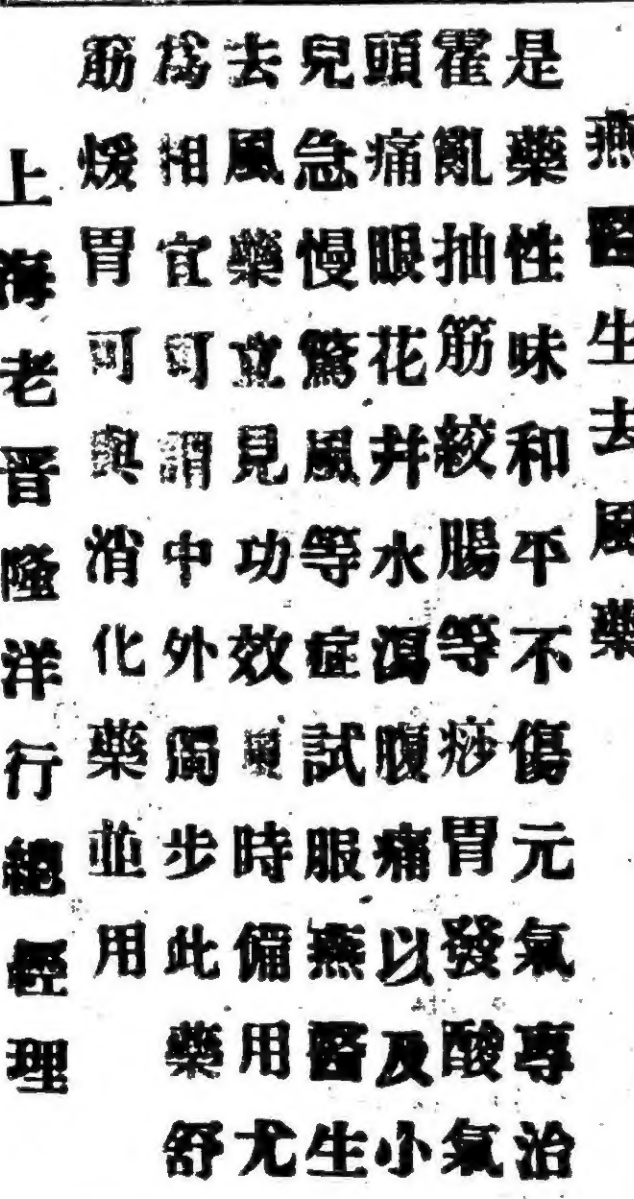 燕醫生去風藥
是藥性味和平不傷元氣專治
霍亂抽筋絞腸等痧胃發酸氣
頭痛眼花并水瀉腹痛以及小
兒急慢驚風等症試服燕醫生
去風藥立見功效時備用尤
為相宜可謂中外獨步此藥舒
筋煖胃可與消化藥並用
上海老晋隆洋行總經理